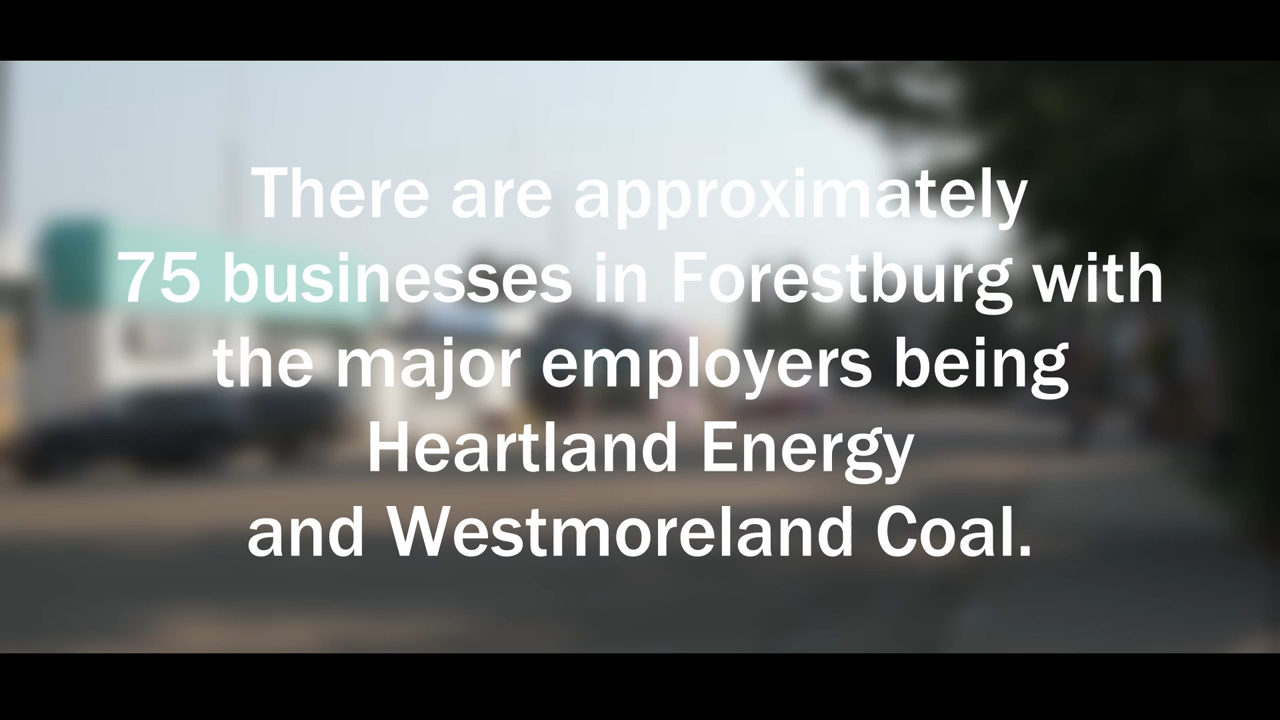 There are approximately
75 businesses in Forestburg with
the major employers being
Heartland Energy
and Westmoreland Coal.